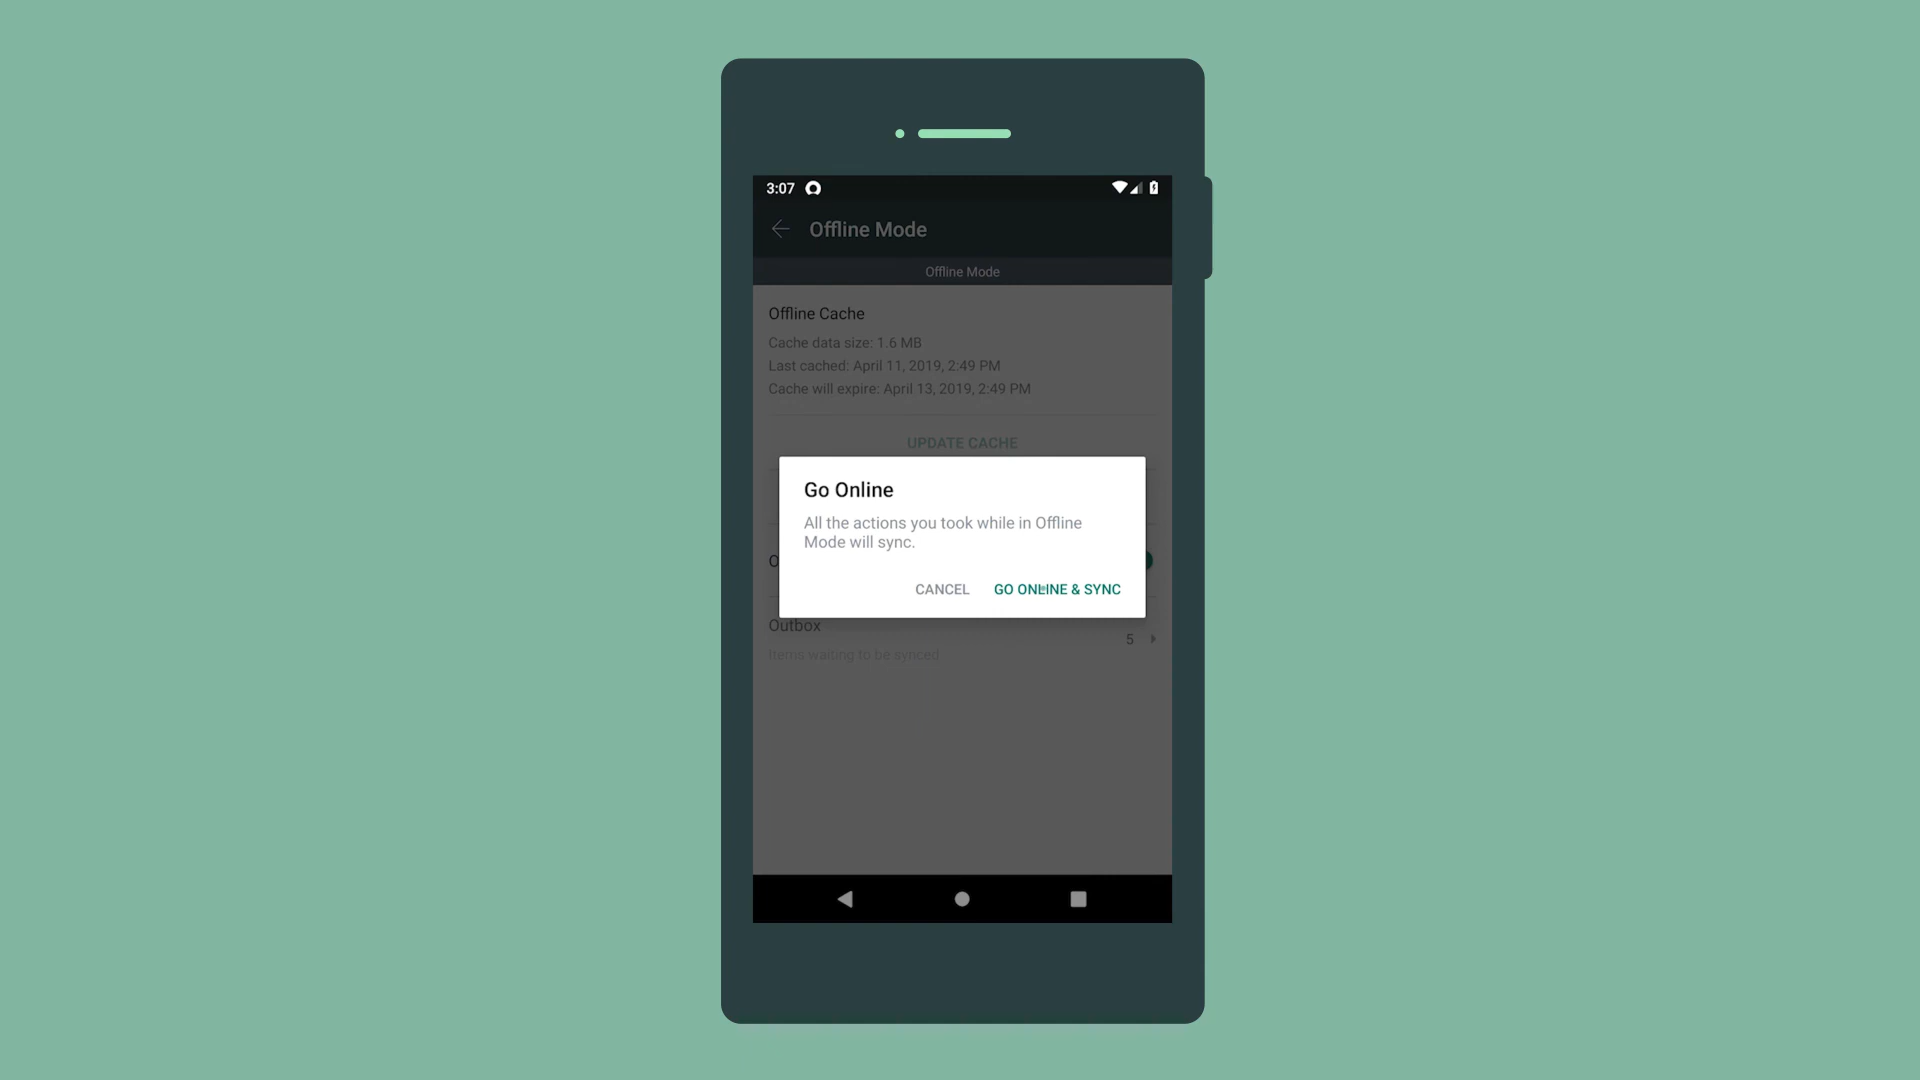 3:07
Offline Mode
Offline Mode
Offline Cache
Cache data size: 1.6 MB
Last cached: April 11, 2019, 2:49 PM
Cache will expire: April 13, 2019, 2:49 PM
UPDATE CACHE
Go Online
All the actions you took while in Offline
Mode will sync.
CANCEL GO ONLINE & SYNC
O
Outbox
5
Items waiting to be synced